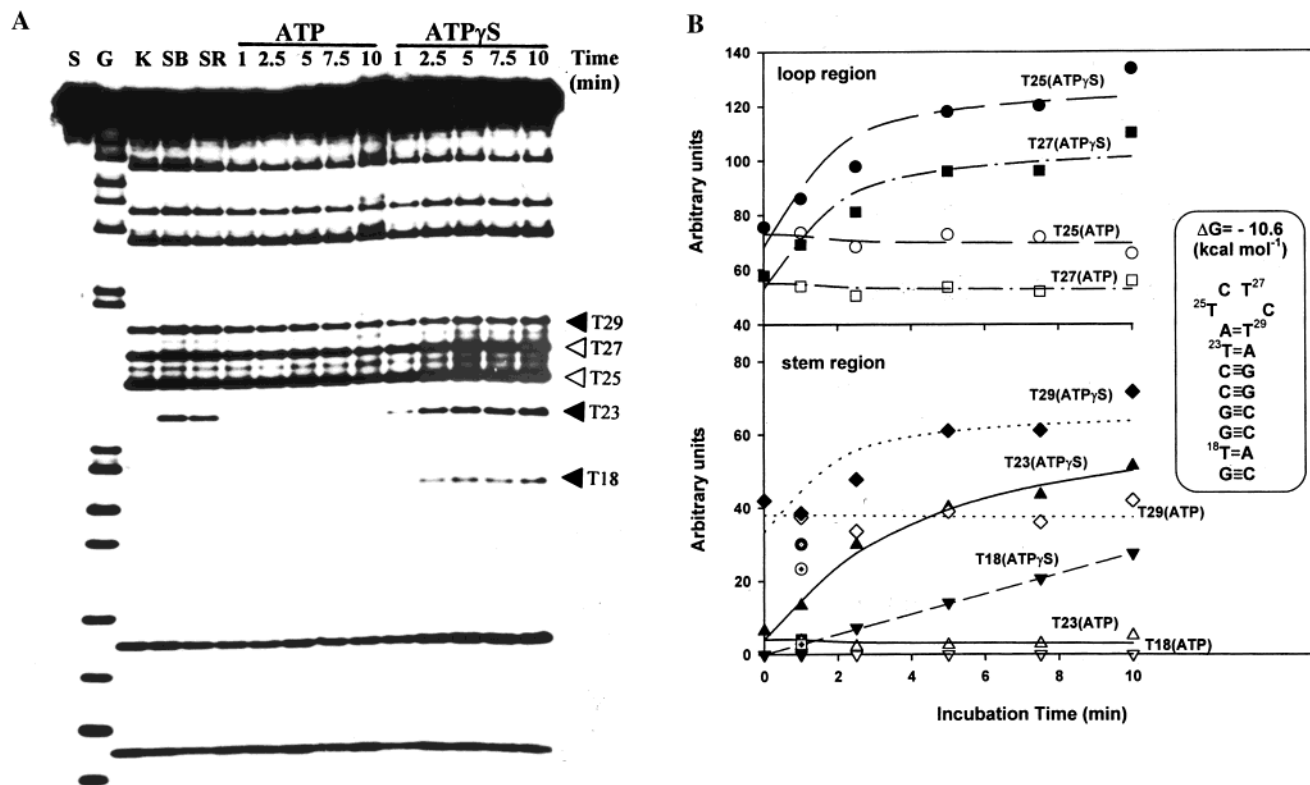 A
ATP
ATPγS
S G K SB SR 1 2.5 5 7.5 10 1 2.5 5 7.5 10 Time (min)
T29
T27
T25
T23
T18
B
140
120
100
80
60
40
Arbitrary units
loop region
T25(ATPγS)
T27(ATPγS)
T25(ATP)
T27(ATP)
80
60
40
20
0
Arbitrary units
stem region
T29(ATPγS)
T23(ATPγS)
T29(ATP)
T18(ATPγS)
T23(ATP)
T18(ATP)
0 2 4 6 8 10
Incubation Time (min)
ΔG= - 10.6
(kcal mol⁻¹)
C T²⁷
²⁵T C
A=T²⁹
²³T=A
C≡G
C≡G
G≡C
G≡C
¹⁸T=A
G≡C